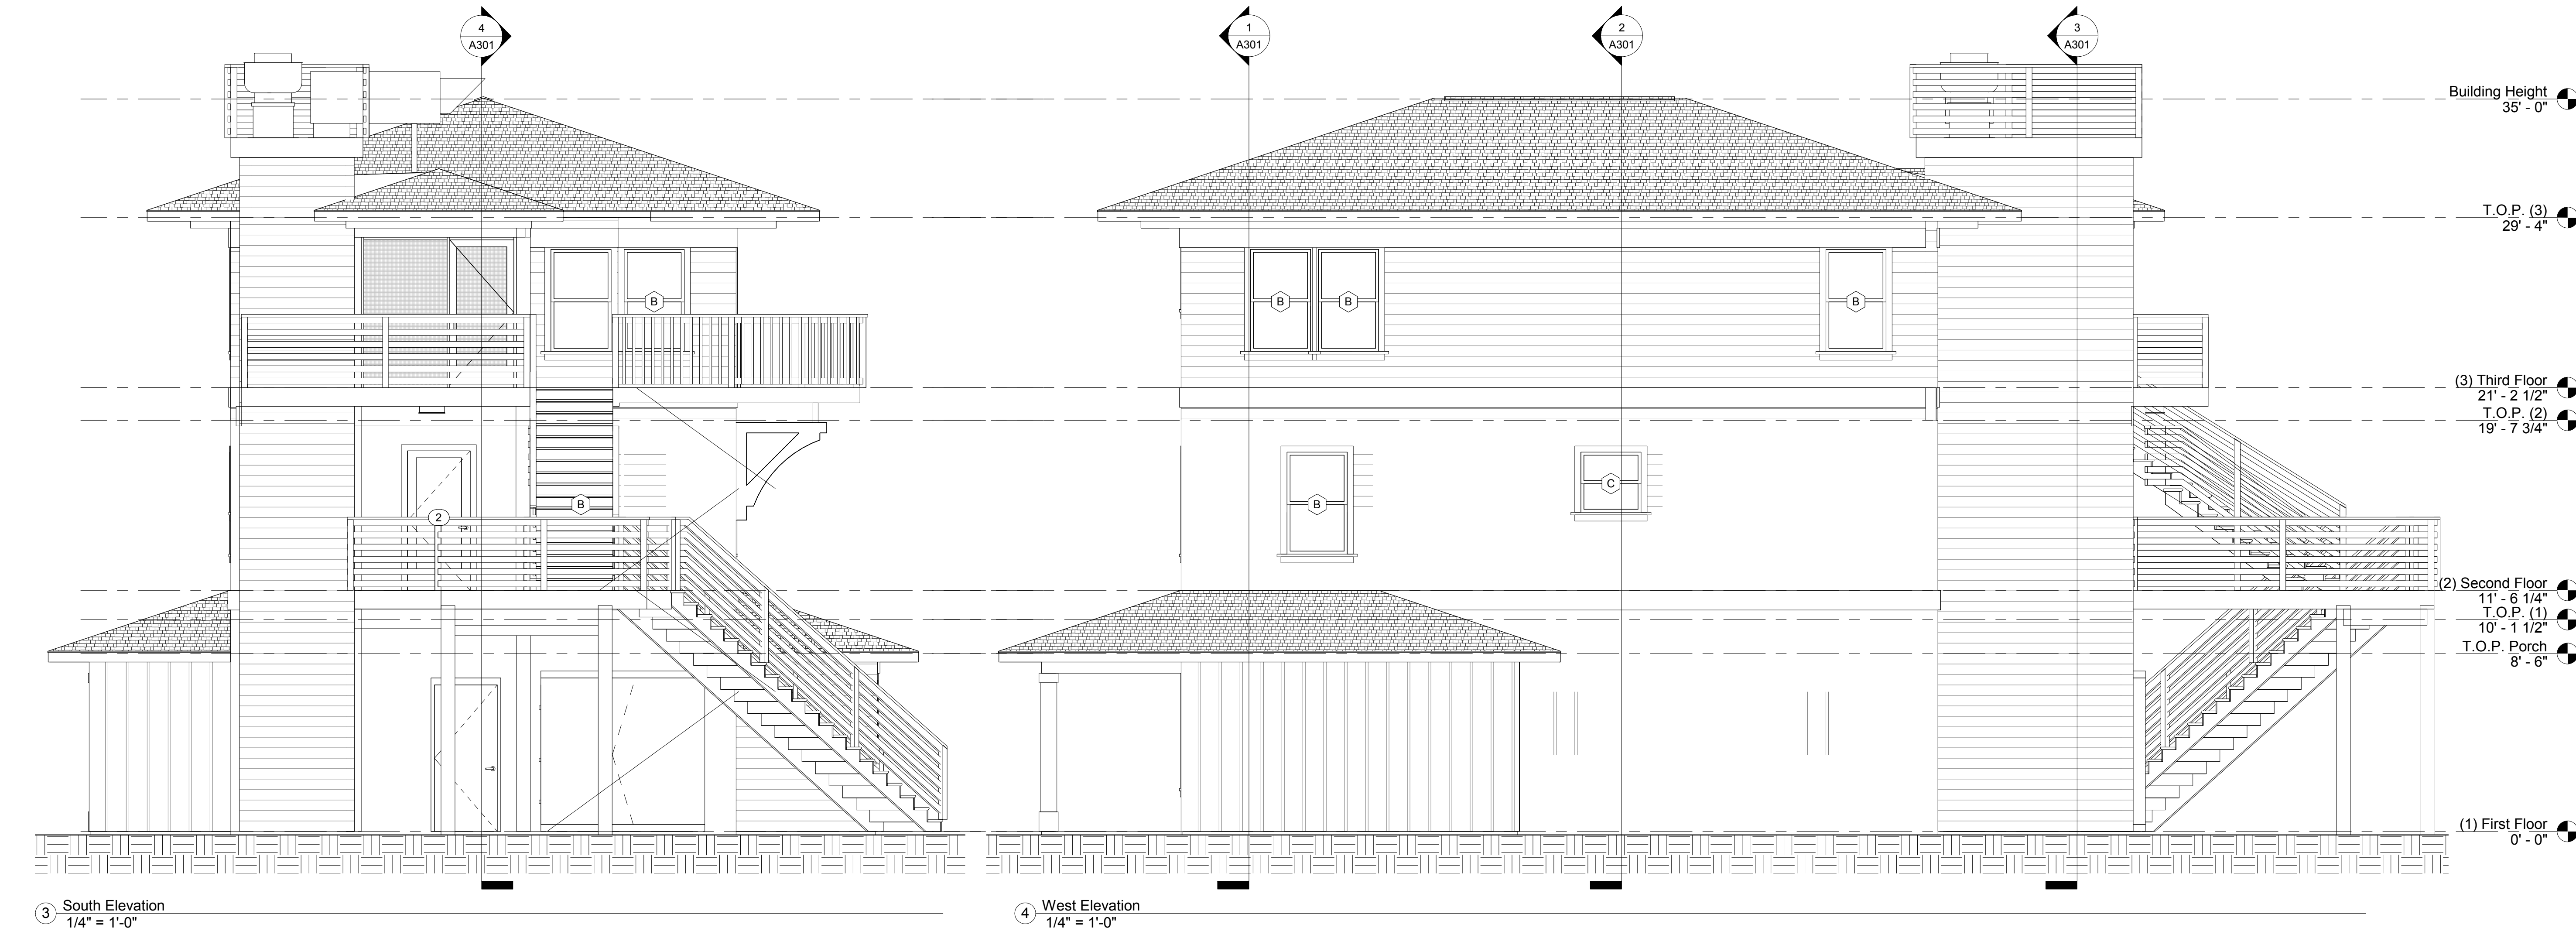 4
A301
1
A301
2
A301
3
A301
Building Height
35' - 0"
T.O.P. (3)
29' - 4"
B
B
B
B
(3) Third Floor
21' - 2 1/2"
T.O.P. (2)
19' - 7 3/4"
B
2
B
C
(2) Second Floor
11' - 6 1/4"
T.O.P. (1)
10' - 1 1/2"
T.O.P. Porch
8' - 6"
(1) First Floor
0' - 0"
3
South Elevation
1/4" = 1'-0"
4
West Elevation
1/4" = 1'-0"